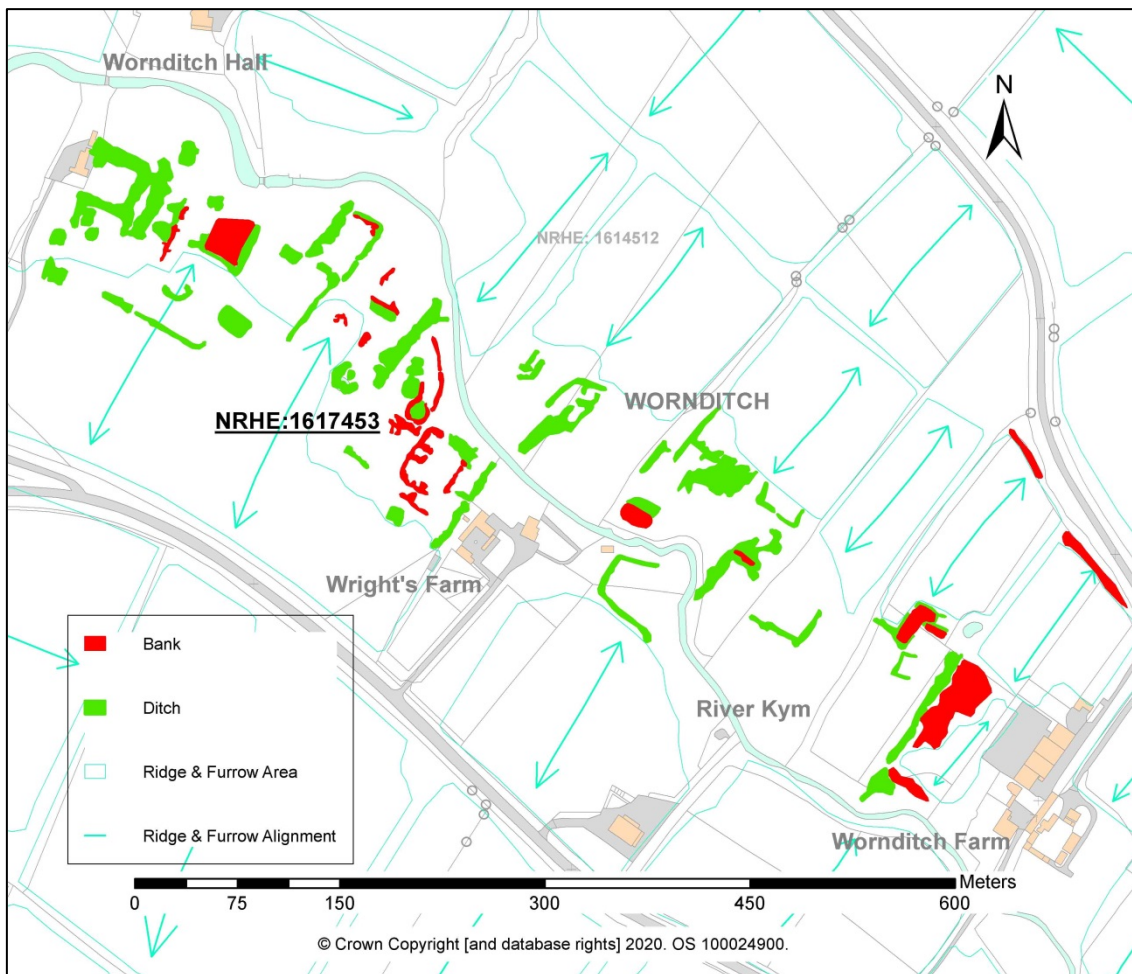 Wornditch Hall
N
NRHE: 1614512
WORNDITCH
NRHE:1617453
Wright's Farm
River Kym
Wornditch Farm
Bank
Ditch
Ridge & Furrow Area
Ridge & Furrow Alignment
Meters
0 75 150 300 450 600
© Crown Copyright [and database rights] 2020. OS 100024900.